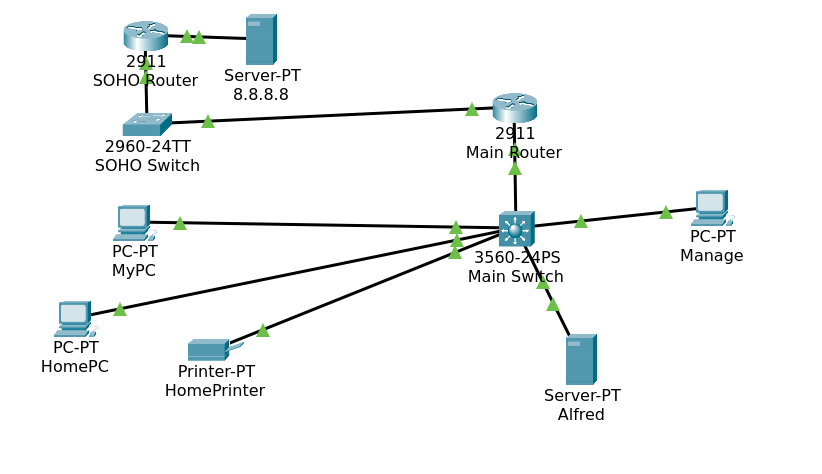 2911
SOHO Router
Server-PT
8.8.8.8
2911
Main Router
2960-24TT
SOHO Switch
PC-PT
MyPC
3560-24PS
Main Switch
PC-PT
Manage
PC-PT
HomePC
Printer-PT
HomePrinter
Server-PT
Alfred